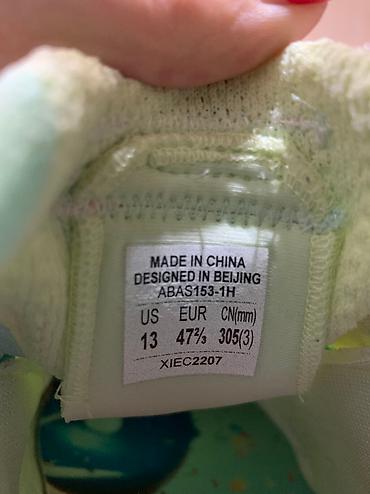 MADE IN CHINA
DESIGNED IN BEIJING
ABAS153-1H
US EUR CN(mm)
13 47⅔ 305(3)
XIEC2207